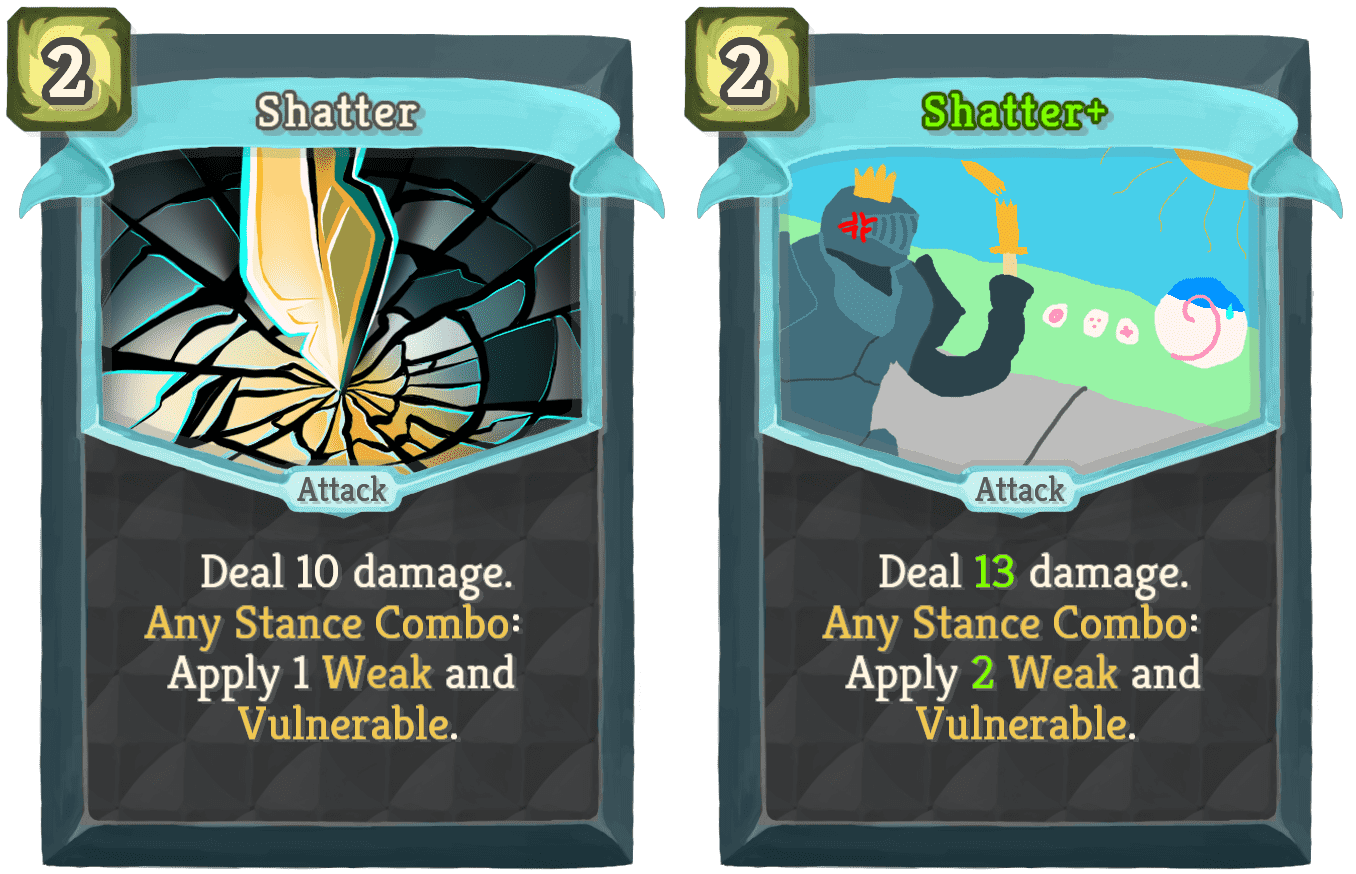 2
Shatter
Attack
Deal 10 damage.
Any Stance Combo:
Apply 1 Weak and
Vulnerable.
2
Shatter+
Attack
Deal 13 damage.
Any Stance Combo:
Apply 2 Weak and
Vulnerable.